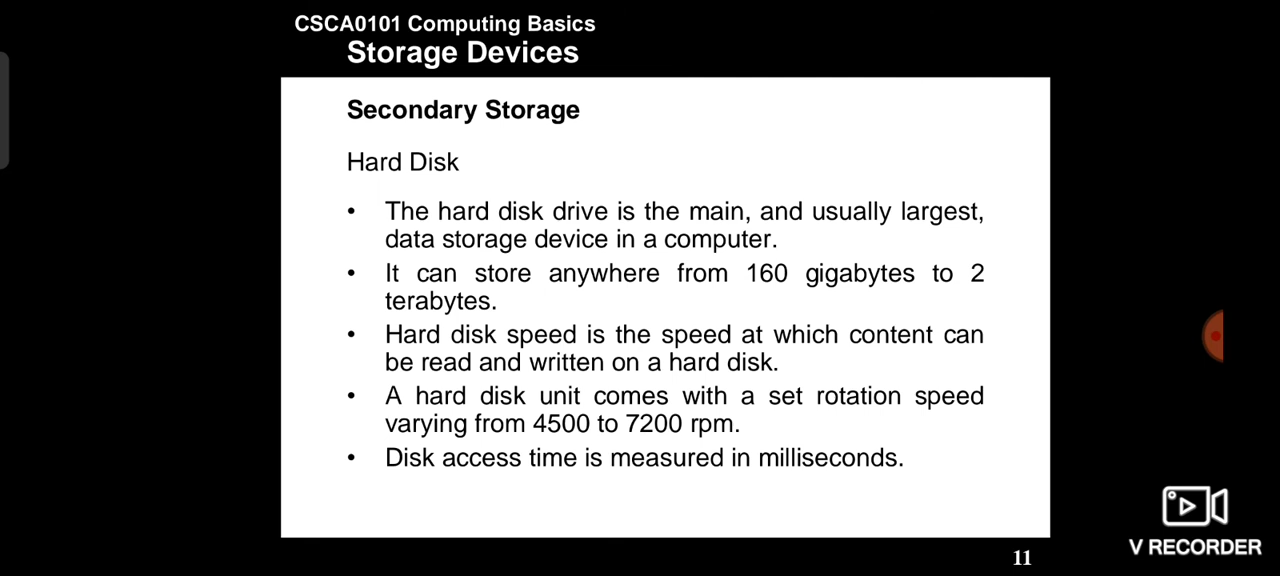 CSCA0101 Computing Basics
Storage Devices
Secondary Storage
Hard Disk
• The hard disk drive is the main, and usually largest,
data storage device in a computer.
• It can store anywhere from 160 gigabytes to 2
terabytes.
• Hard disk speed is the speed at which content can
be read and written on a hard disk.
• A hard disk unit comes with a set rotation speed
varying from 4500 to 7200 rpm.
• Disk access time is measured in milliseconds.
V RECORDER
11